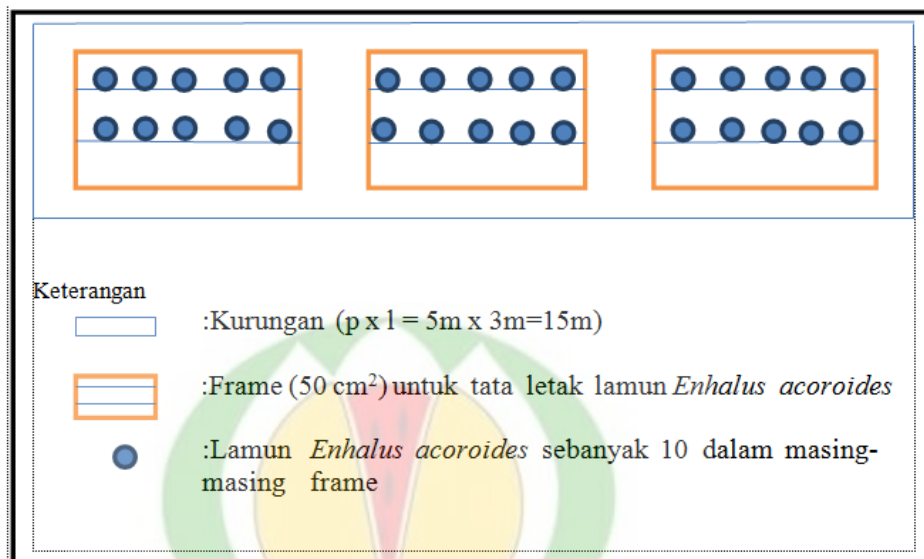 Keterangan
:Kurungan (p x l = 5m x 3m=15m)
:Frame (50 cm²) untuk tata letak lamun Enhalus acoroides
:Lamun Enhalus acoroides sebanyak 10 dalam masing-
masing frame